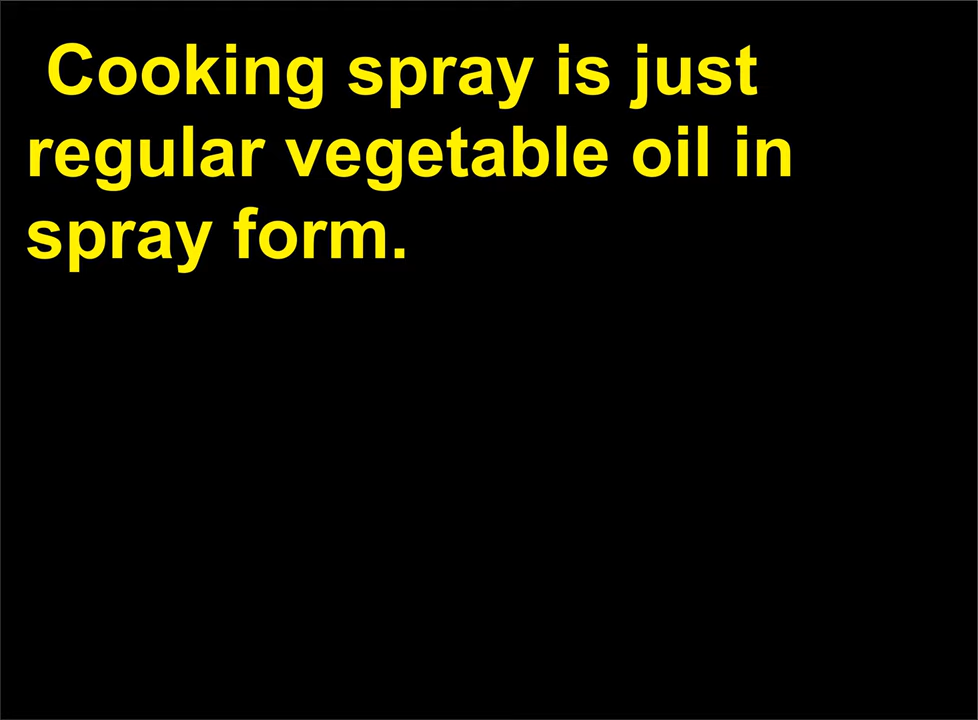 Cooking spray is just
regular vegetable oil in
spray form.